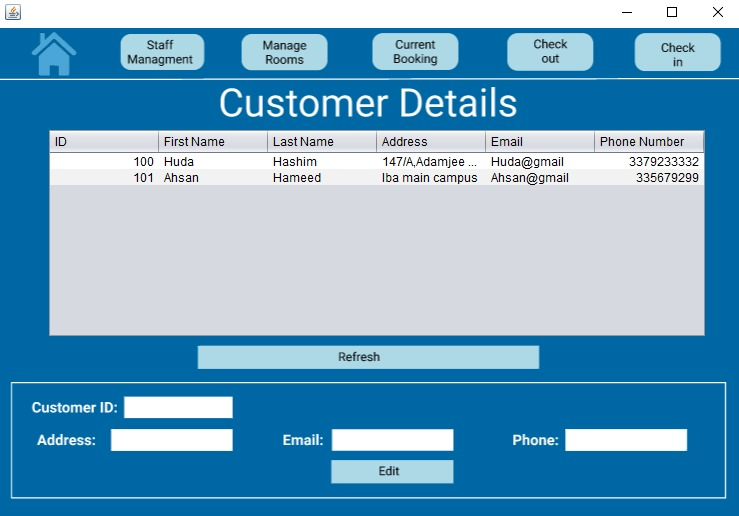 Staff
Managment
Manage
Rooms
Current
Booking
Check
out
Check
in
Customer Details
ID First Name Last Name Address Email Phone Number
100 Huda Hashim 147/A,Adamjee ... Huda@gmail 3379233332
101 Ahsan Hameed Iba main campus Ahsan@gmail 335679299
Refresh
Customer ID:
Address: Email: Phone:
Edit